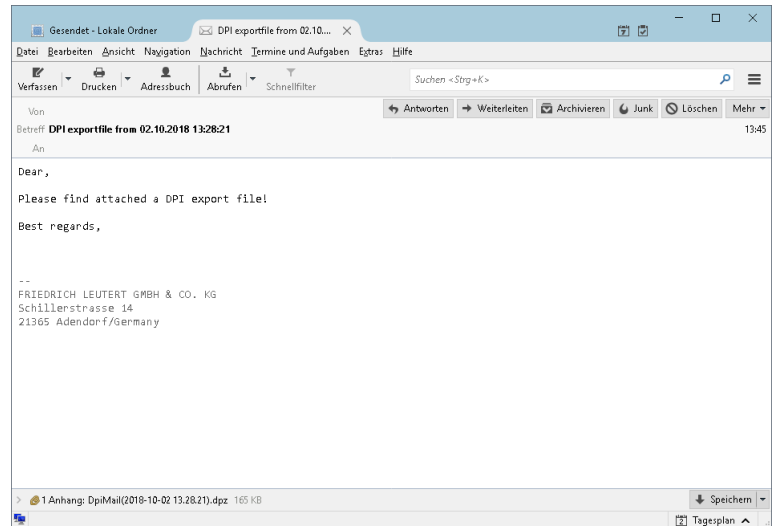 Gesendet - Lokale Ordner
DPI exportfile from 02.10....
Datei Bearbeiten Ansicht Navigation Nachricht Termine und Aufgaben Extras Hilfe
Verfassen Drucken Adressbuch Abrufen Schnellfilter Suchen <Strg+K>
Von Antworten Weiterleiten Archivieren Junk Löschen Mehr
Betreff DPI exportfile from 02.10.2018 13:28:21 13:45
An
Dear,
Please find attached a DPI export file!
Best regards,
--
FRIEDRICH LEUTERT GMBH & CO. KG
Schillerstrasse 14
21365 Adendorf/Germany
1 Anhang: DpiMail(2018-10-02 13.28.21).dpz 165 KB Speichern
Tagesplan